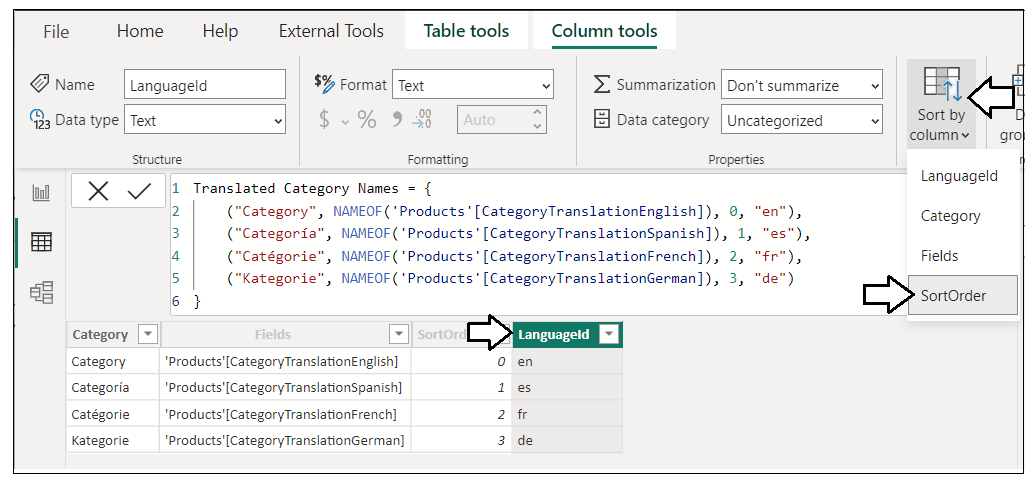 File Home Help External Tools Table tools Column tools
Name LanguageId
$% Format Text
Summarization Don't summarize
Sort by
column
123 Data type Text
$ % 9 .00 Auto
Data category Uncategorized
Structure Formatting Properties
LanguageId
Category
Fields
SortOrder
1 Translated Category Names = {
2 ("Category", NAMEOF('Products'[CategoryTranslationEnglish]), 0, "en"),
3 ("Categoría", NAMEOF('Products'[CategoryTranslationSpanish]), 1, "es"),
4 ("Catégorie", NAMEOF('Products'[CategoryTranslationFrench]), 2, "fr"),
5 ("Kategorie", NAMEOF('Products'[CategoryTranslationGerman]), 3, "de")
6 }
Category Fields LanguageId
Category 'Products'[CategoryTranslationEnglish] 0 en
Categoría 'Products'[CategoryTranslationSpanish] 1 es
Catégorie 'Products'[CategoryTranslationFrench] 2 fr
Kategorie 'Products'[CategoryTranslationGerman] 3 de